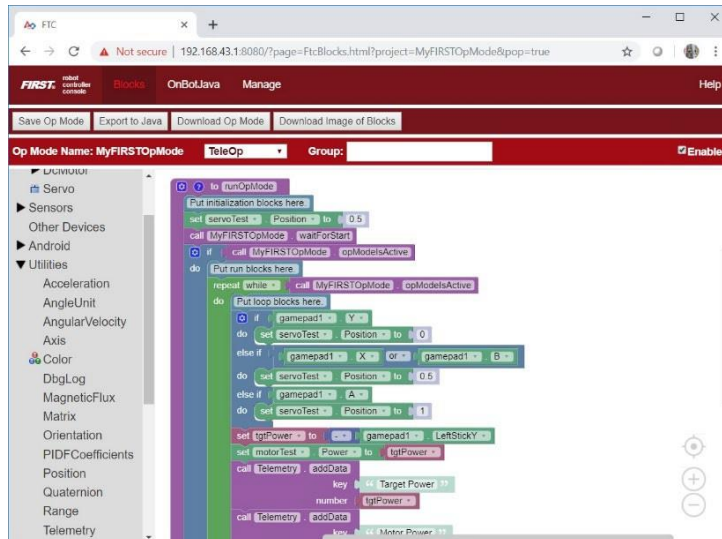 FTC
Not secure | 192.168.43.1:8080/?page=FtcBlocks.html?project=MyFIRSTOpMode&pop=true
FIRST. robot controller console Blocks OnBotJava Manage Help
Save Op Mode Export to Java Download Op Mode Download Image of Blocks
Op Mode Name: MyFIRSTOpMode TeleOp Group: Enable
DcMotor
Servo
Sensors
Other Devices
Android
Utilities
Acceleration
AngleUnit
AngularVelocity
Axis
Color
DbgLog
MagneticFlux
Matrix
Orientation
PIDFCoefficients
Position
Quaternion
Range
Telemetry
to runOpMode
Put initialization blocks here.
set servoTest . Position to 0.5
call MyFIRSTOpMode . waitForStart
if call MyFIRSTOpMode . opModeIsActive
do Put run blocks here.
repeat while call MyFIRSTOpMode . opModeIsActive
do Put loop blocks here.
if gamepad1 . Y
do set servoTest . Position to 0
else if gamepad1 . X or gamepad1 . B
do set servoTest . Position to 0.5
else if gamepad1 . A
do set servoTest . Position to 1
set tgtPower to - gamepad1 . LeftStickY
set motorTest . Power to tgtPower
call Telemetry . addData
key “ Target Power ”
number tgtPower
call Telemetry . addData
key “ Motor Power ”